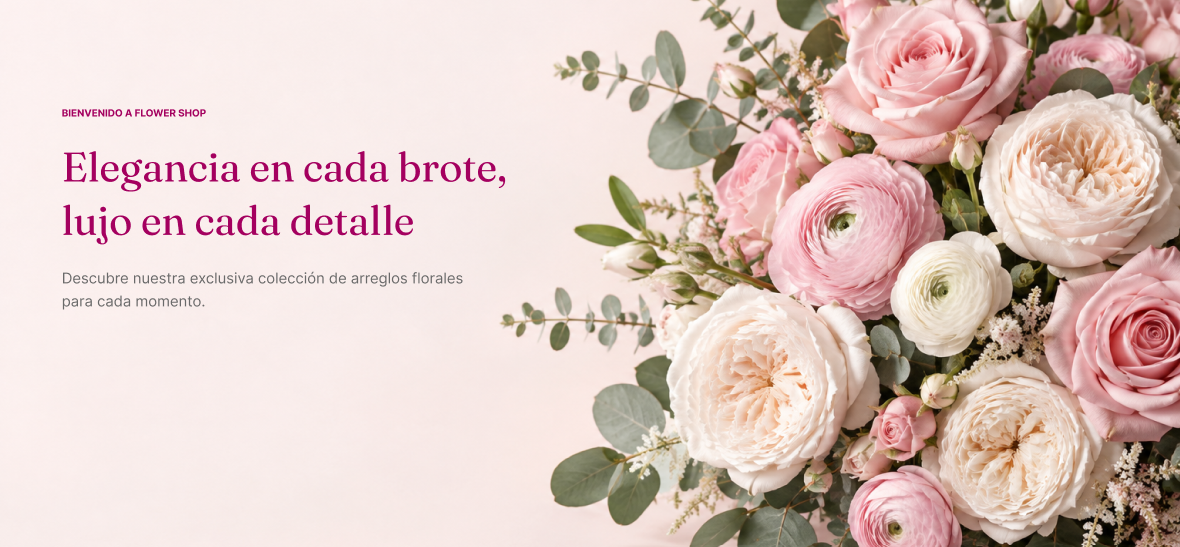 BIENVENIDO A FLOWER SHOP
Elegancia en cada brote,
lujo en cada detalle
Descubre nuestra exclusiva colección de arreglos florales
para cada momento.